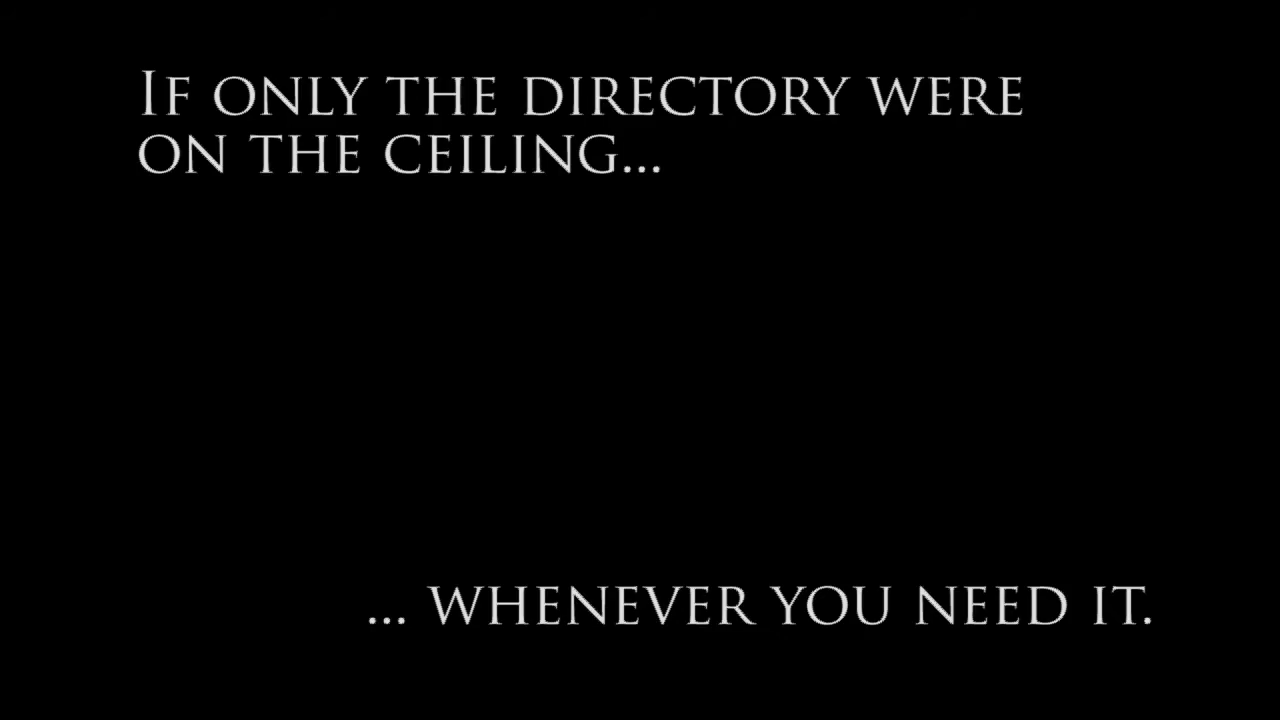 If only the directory were
on the ceiling...
... whenever you need it.